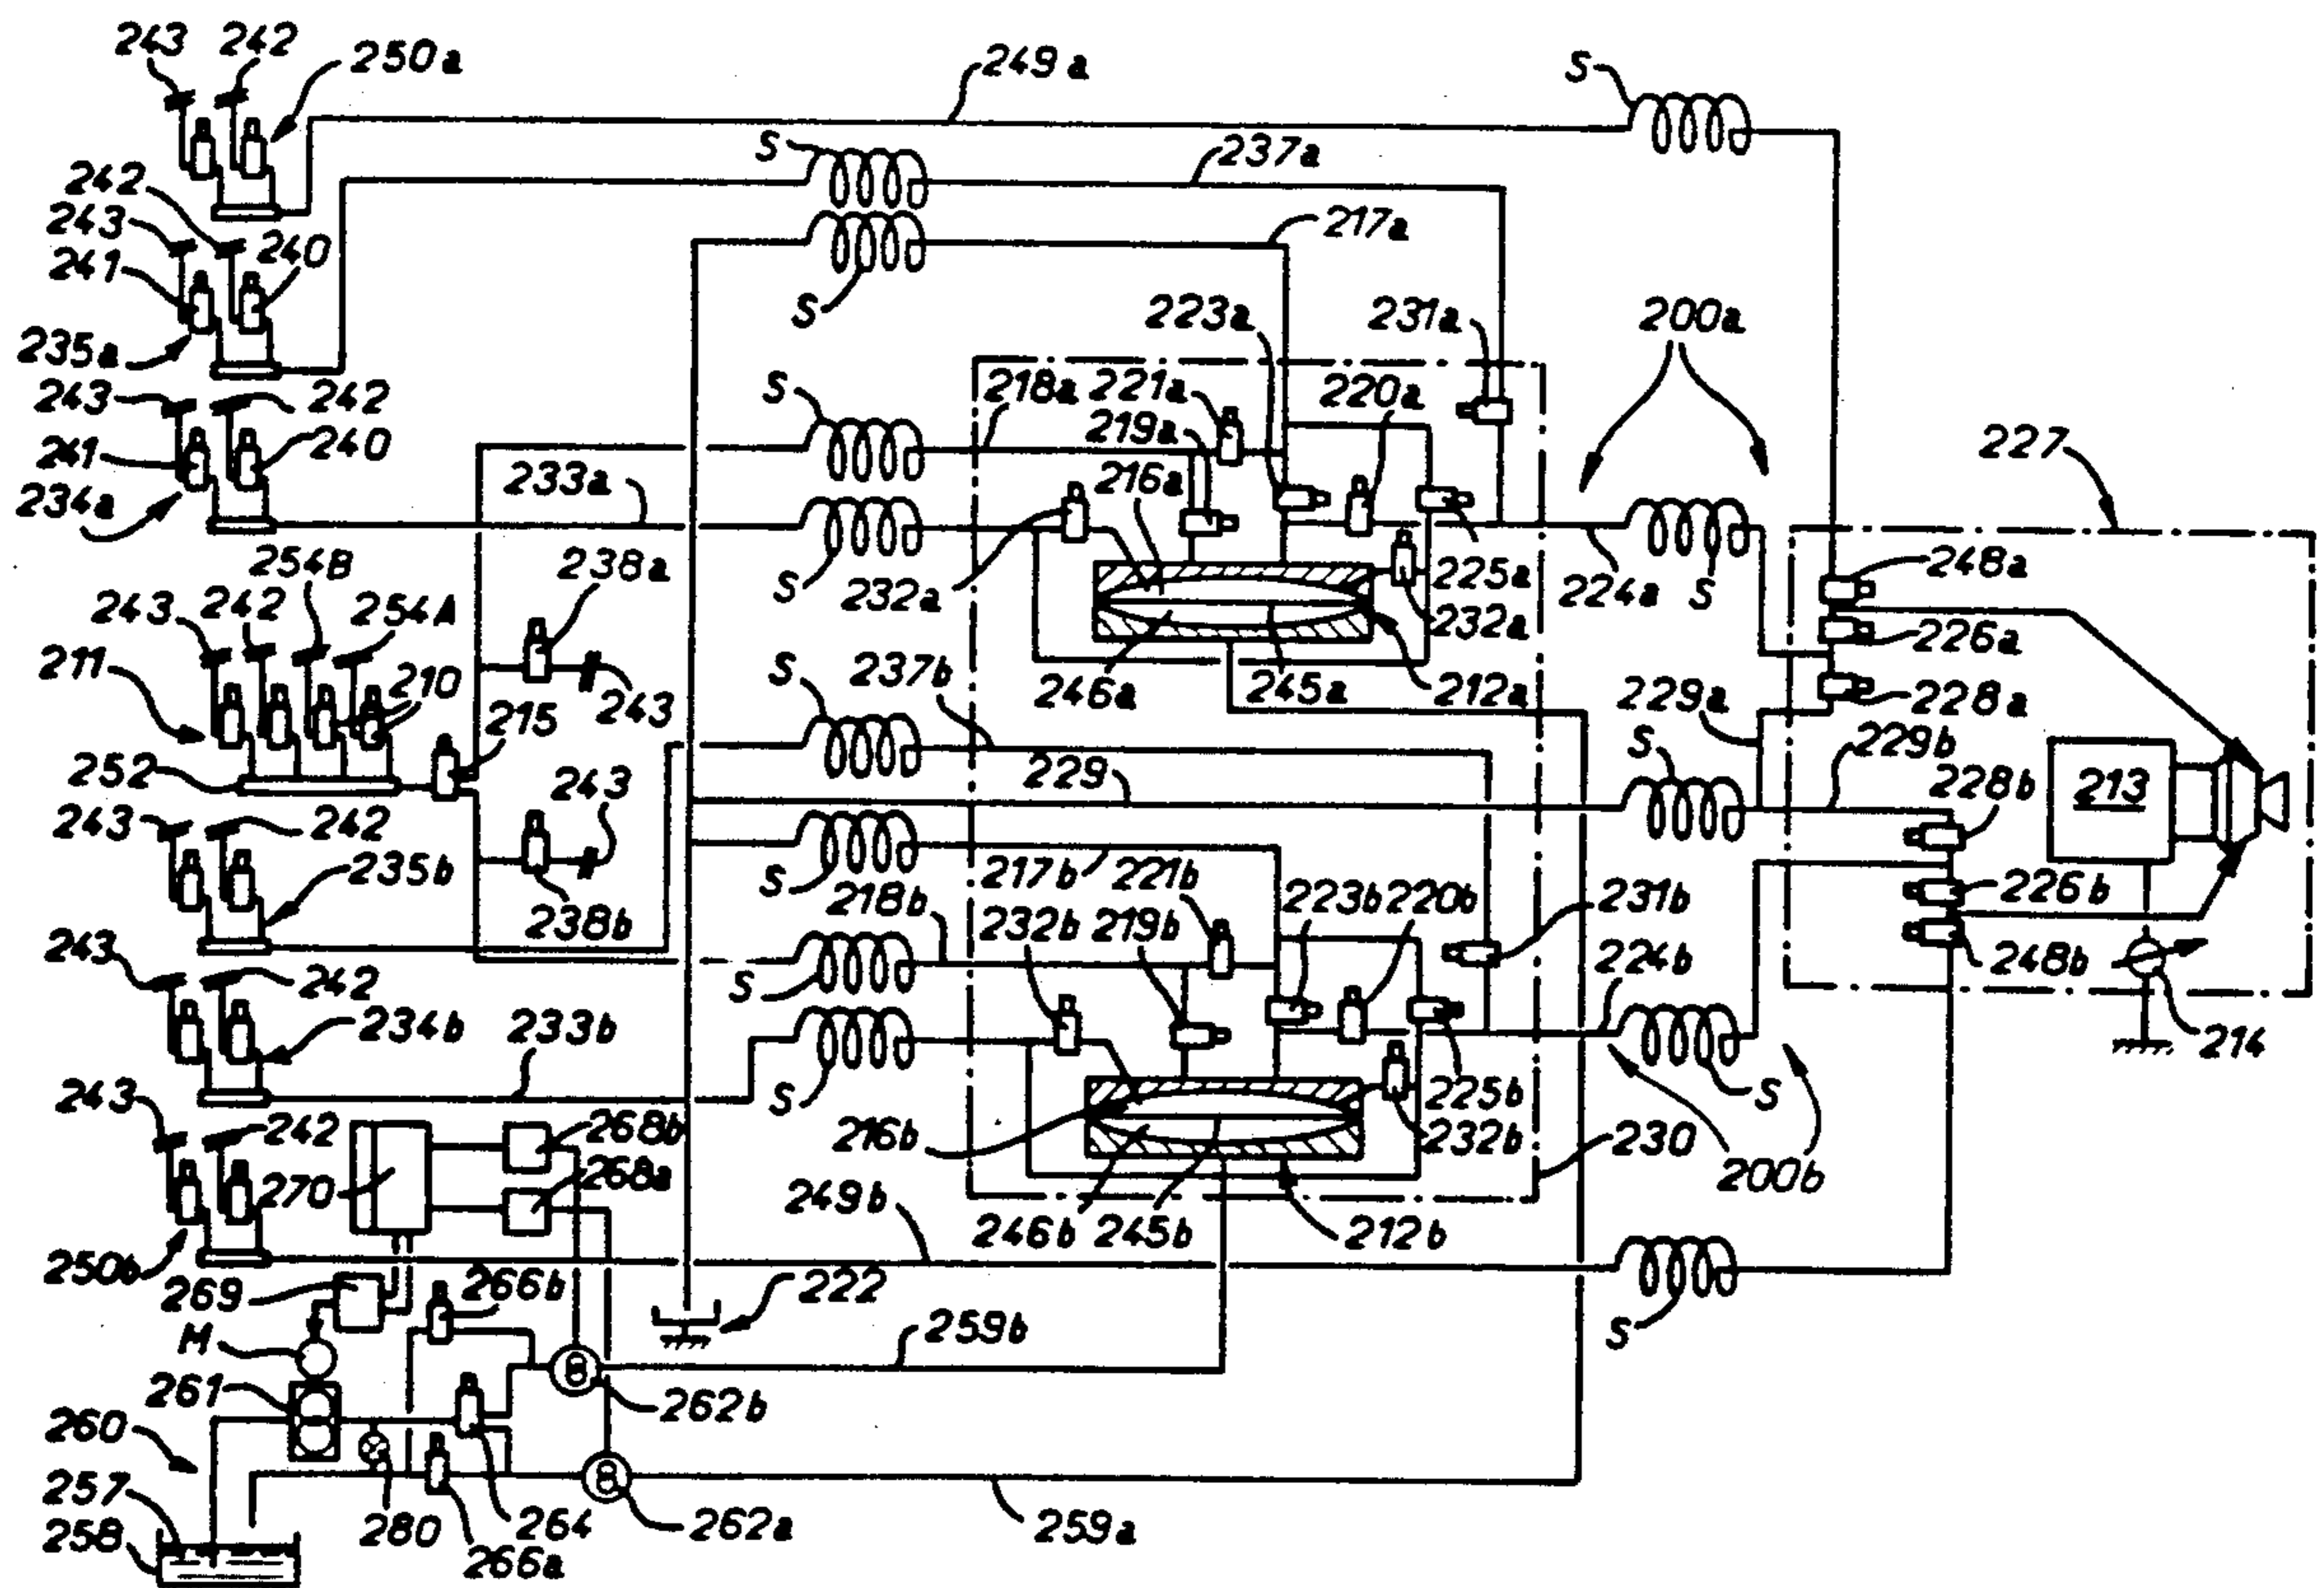 243 242 250a 249a S
242 S 237a
243 217a
241 240
S 223a 231a 200a
235a
243 242 S 218a 221a 220a
241 240 219a 227
234a 233a 216a
254B 238a S 232a 225a 224a S 248a
243 242 254A 232a 226a
211 210 237b S 246a 245a 212a 229a 228a
215 243
252 243 229 S 229b
243 242 228b 213
235b S 217b 221b 226b
238b 218b 223b 220b 231b
243 232b 219b 224b 248b
242 S 214
234b 233b
243 S 225b S
242 268b 216b 232b 230
270 268a 200b
249b 246b 245b 212b
250b
269 266b 222 S
H 259b
261 262b
260
257 280 264 262a 259a
258 266a